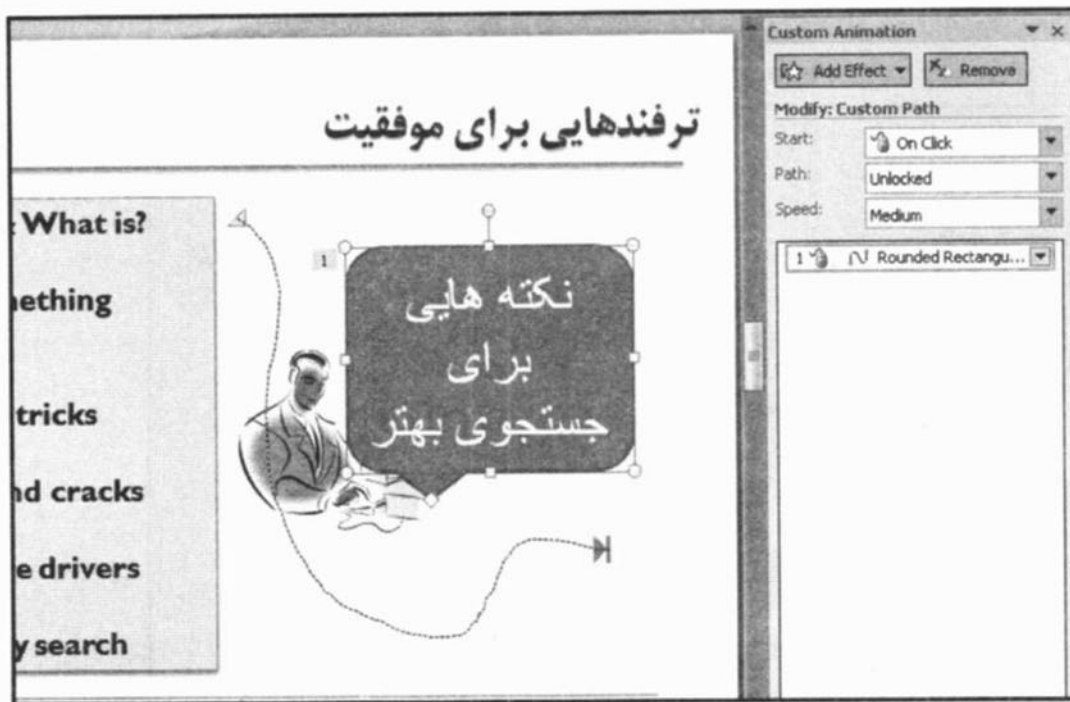 Custom Animation
Add Effect
Remove
Modify: Custom Path
Start:
On Click
Path:
Unlocked
Speed:
Medium
1
Rounded Rectangu...
ترفندهایی برای موفقیت
What is?
tricks
cracks
drivers
search
1
نکته هایی
برای
جستجوی بهتر